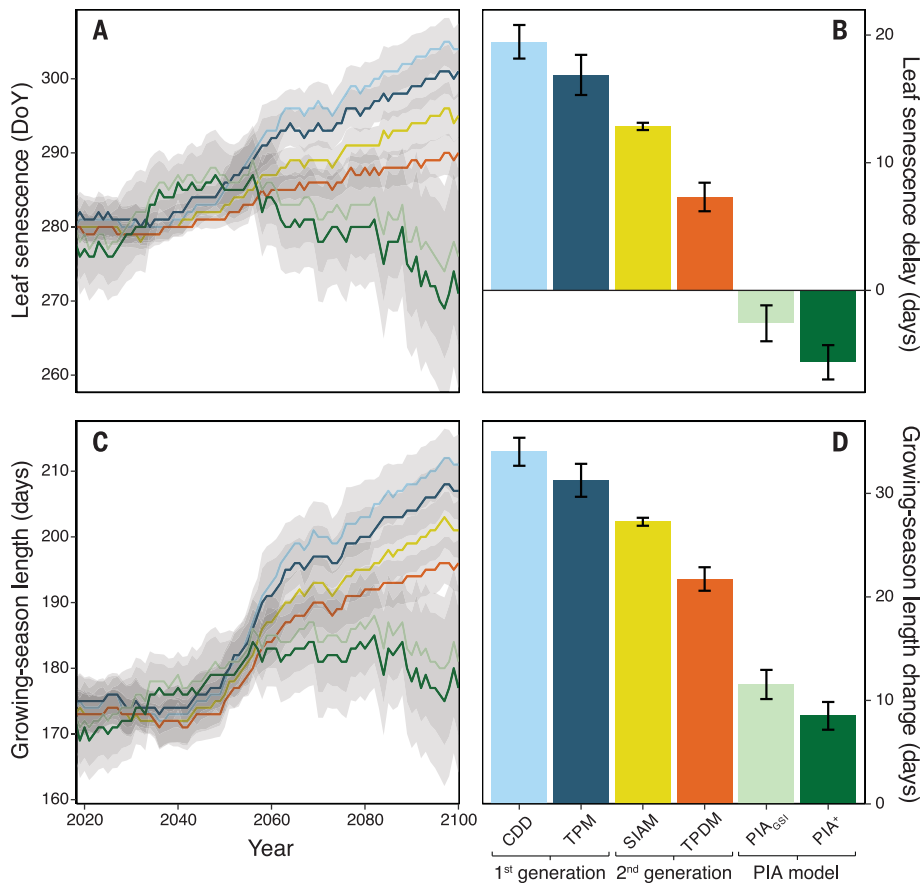 A
Leaf senescence (DoY)
300
290
280
270
260
B
20
10
0
Leaf senescence delay (days)
C
Growing-season length (days)
210
200
190
180
170
160
2020
2040
2060
2080
2100
Year
D
30
20
10
0
Growing-season length change (days)
CDD
TPM
SIAM
TPDM
PIA_GSI
PIA⁺
1ˢᵗ generation
2ⁿᵈ generation
PIA model